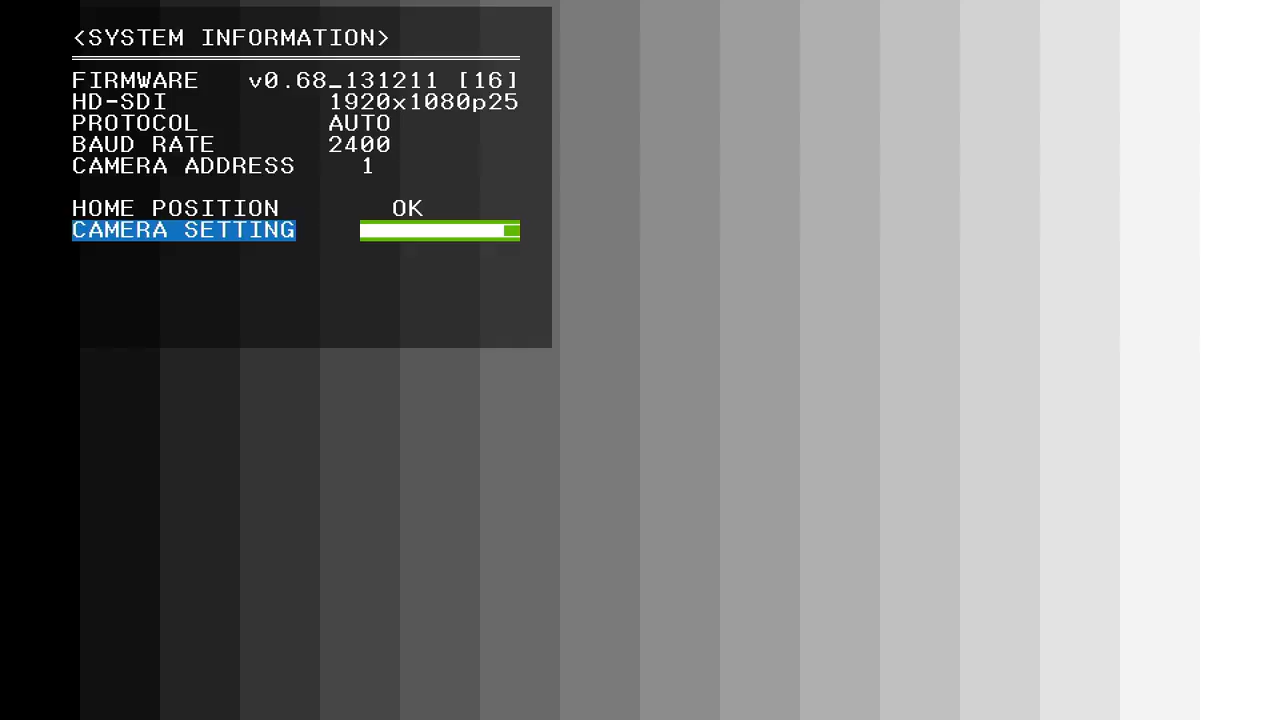 <SYSTEM INFORMATION>
FIRMWARE v0.68_131211 [16]
HD-SDI 1920x1080p25
PROTOCOL AUTO
BAUD RATE 2400
CAMERA ADDRESS 1
HOME POSITION OK
CAMERA SETTING